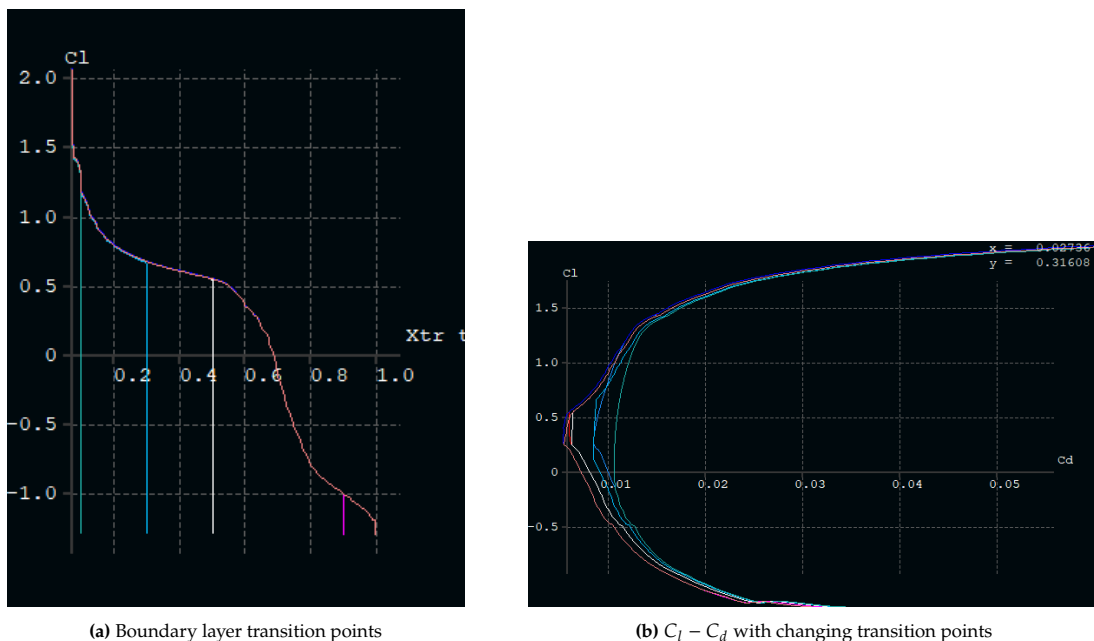 Cl
2.0
1.5
1.0
0.5
Xtr t
0
0.2 0.4 0.6 0.8 1.0
-0.5
-1.0
(a) Boundary layer transition points
x = 0.02736
y = 0.31608
Cl
1.5
1.0
0.5
Cd
0
0.01 0.02 0.03 0.04 0.05
-0.5
(b) C_l − C_d with changing transition points